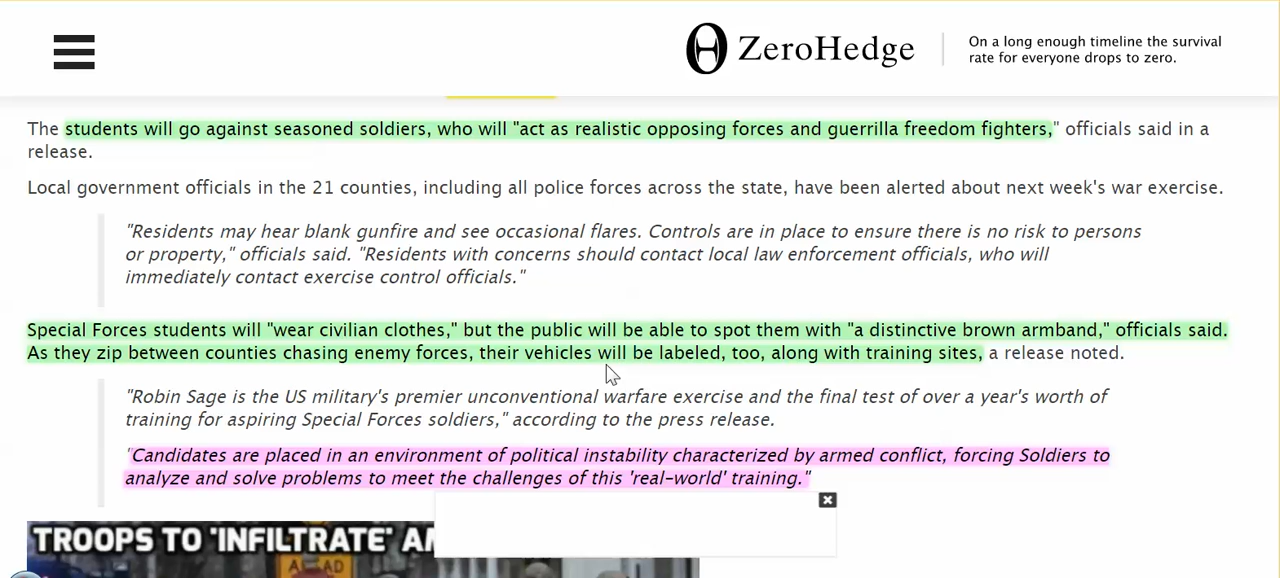 ZeroHedge
On a long enough timeline the survival
rate for everyone drops to zero.
The students will go against seasoned soldiers, who will "act as realistic opposing forces and guerrilla freedom fighters," officials said in a
release.
Local government officials in the 21 counties, including all police forces across the state, have been alerted about next week's war exercise.
"Residents may hear blank gunfire and see occasional flares. Controls are in place to ensure there is no risk to persons
or property," officials said. "Residents with concerns should contact local law enforcement officials, who will
immediately contact exercise control officials."
Special Forces students will "wear civilian clothes," but the public will be able to spot them with "a distinctive brown armband," officials said.
As they zip between counties chasing enemy forces, their vehicles will be labeled, too, along with training sites, a release noted.
"Robin Sage is the US military's premier unconventional warfare exercise and the final test of over a year's worth of
training for aspiring Special Forces soldiers," according to the press release.
'Candidates are placed in an environment of political instability characterized by armed conflict, forcing Soldiers to
analyze and solve problems to meet the challenges of this 'real-world' training."
TROOPS TO 'INFILTRATE'
AHEAD